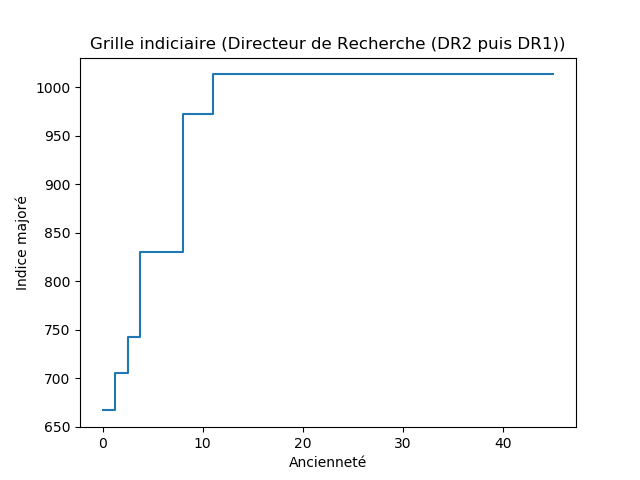 Grille indiciaire (Directeur de Recherche (DR2 puis DR1))
1000
950
900
850
800
750
700
650
Indice majoré
0 10 20 30 40
Ancienneté